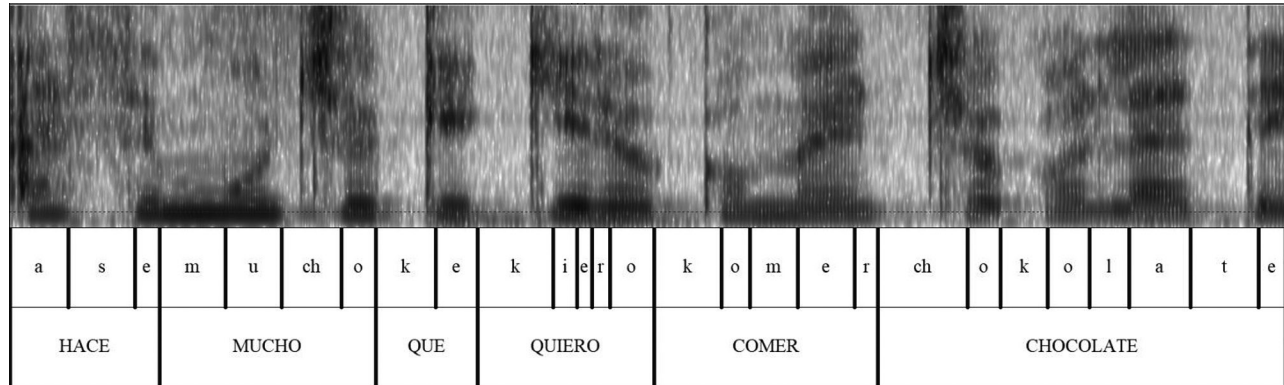 a s e m u ch o k e k i e r o k o m e r ch o k o l a t e
HACE MUCHO QUE QUIERO COMER CHOCOLATE